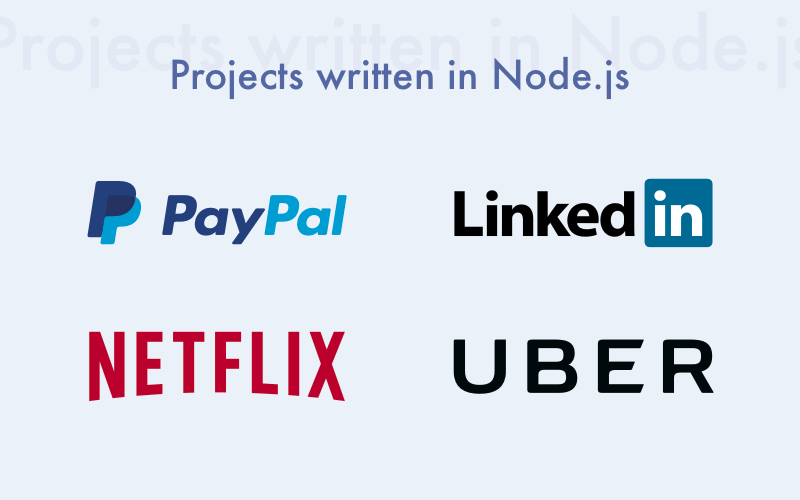 Projects written in Node.js
Projects written in Node.js
PayPal
Linked in
NETFLIX
UBER